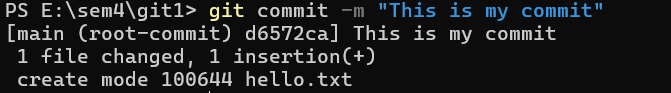 PS E:\sem4\git1> git commit -m "This is my commit"
[main (root-commit) d6572ca] This is my commit
 1 file changed, 1 insertion(+)
 create mode 100644 hello.txt